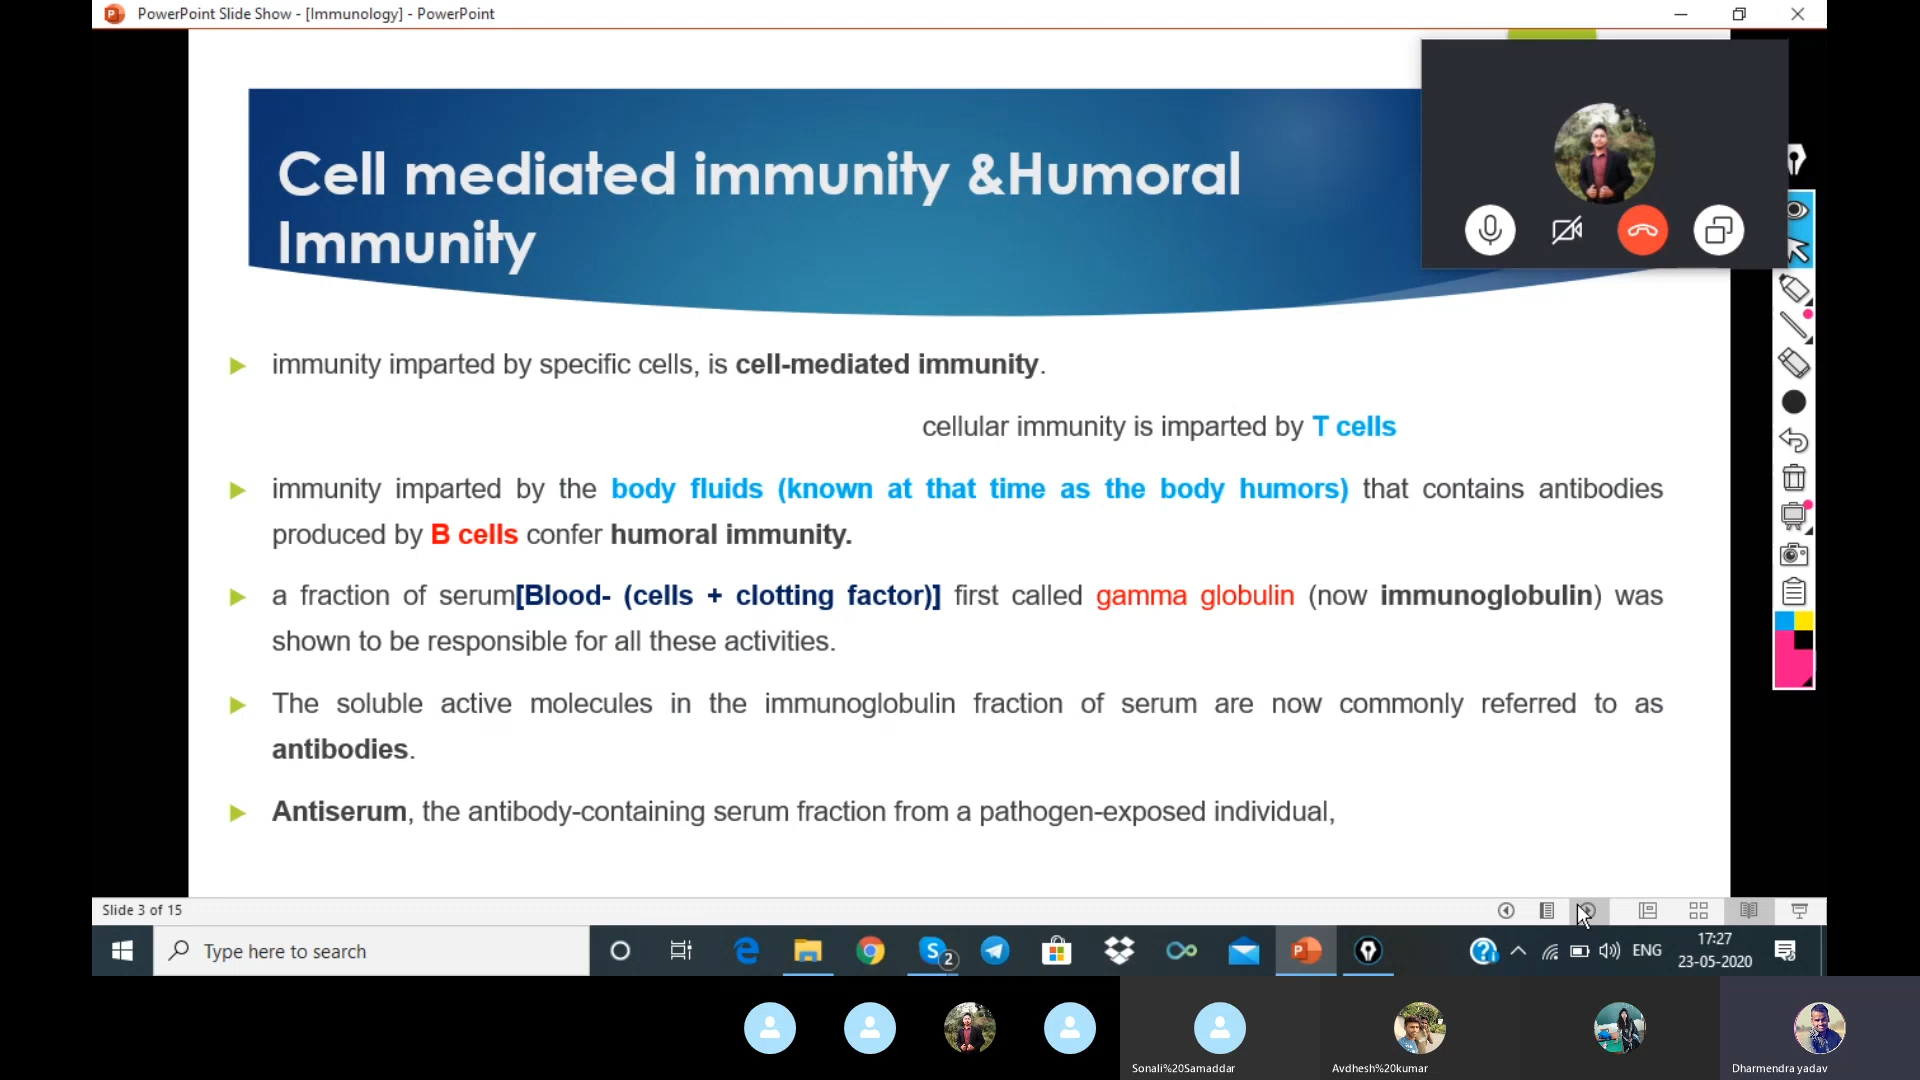 PowerPoint Slide Show - [Immunology] - PowerPoint
Cell mediated immunity &Humoral
Immunity
immunity imparted by specific cells, is cell-mediated immunity.
cellular immunity is imparted by T cells
immunity imparted by the body fluids (known at that time as the body humors) that contains antibodies
produced by B cells confer humoral immunity.
a fraction of serum[Blood- (cells + clotting factor)] first called gamma globulin (now immunoglobulin) was
shown to be responsible for all these activities.
The soluble active molecules in the immunoglobulin fraction of serum are now commonly referred to as
antibodies.
Antiserum, the antibody-containing serum fraction from a pathogen-exposed individual,
Slide 3 of 15
Type here to search
2
ENG
17:27
23-05-2020
Sonali%20Samaddar
Avdhesh%20kumar
Dharmendra yadav